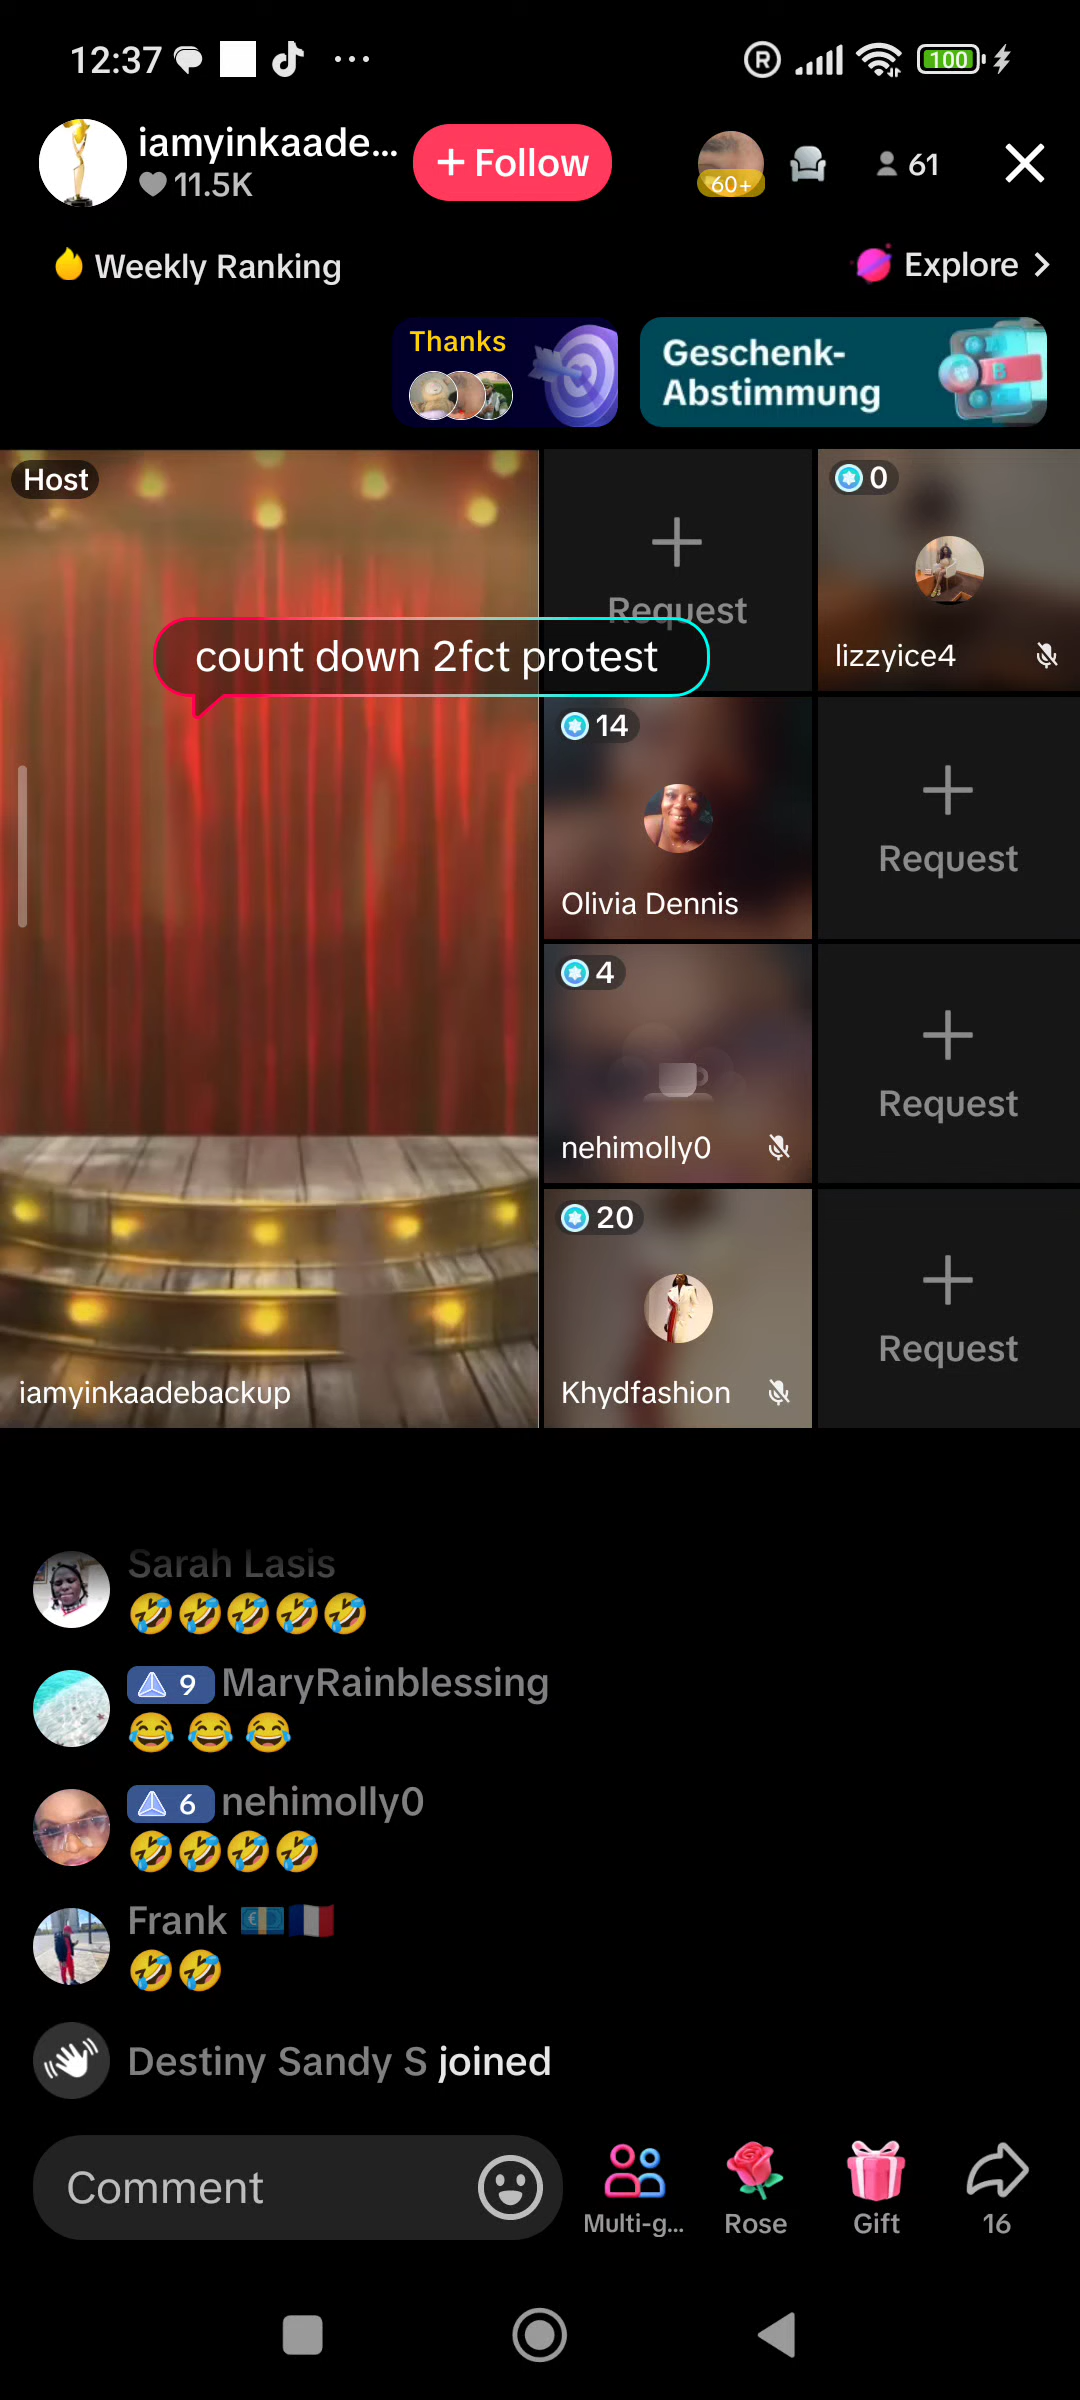 12:37
R
100
iamyinkaade...
11.5K
+ Follow
60+
61
Weekly Ranking
Explore >
Thanks
Geschenk-
Abstimmung
Host
Request
0
lizzyice4
count down 2fct protest
14
Olivia Dennis
Request
4
nehimolly0
Request
20
Khydfashion
Request
iamyinkaadebackup
Sarah Lasis
🤣🤣🤣🤣🤣
9 MaryRainblessing
😂 😂 😂
6 nehimolly0
🤣🤣🤣🤣
Frank 💶🇫🇷
🤣🤣
Destiny Sandy S joined
Comment
Multi-g...
Rose
Gift
16